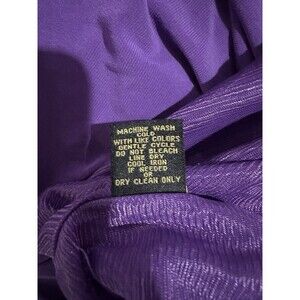 MACHINE WASH
COLD
WITH LIKE COLORS
GENTLE CYCLE
DO NOT BLEACH
LINE DRY
COOL IRON
IF NEEDED
OR
DRY CLEAN ONLY